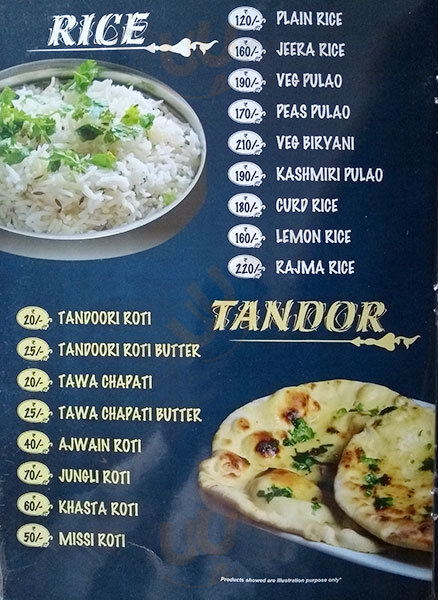 RICE
₹ 120/- PLAIN RICE
₹ 160/- JEERA RICE
₹ 190/- VEG PULAO
₹ 170/- PEAS PULAO
₹ 210/- VEG BIRYANI
₹ 190/- KASHMIRI PULAO
₹ 180/- CURD RICE
₹ 160/- LEMON RICE
₹ 220/- RAJMA RICE
TANDOR
₹ 20/- TANDOORI ROTI
₹ 25/- TANDOORI ROTI BUTTER
₹ 20/- TAWA CHAPATI
₹ 25/- TAWA CHAPATI BUTTER
₹ 40/- AJWAIN ROTI
₹ 70/- JUNGLI ROTI
₹ 60/- KHASTA ROTI
₹ 50/- MISSI ROTI
Products showed are Illustration purpose only*